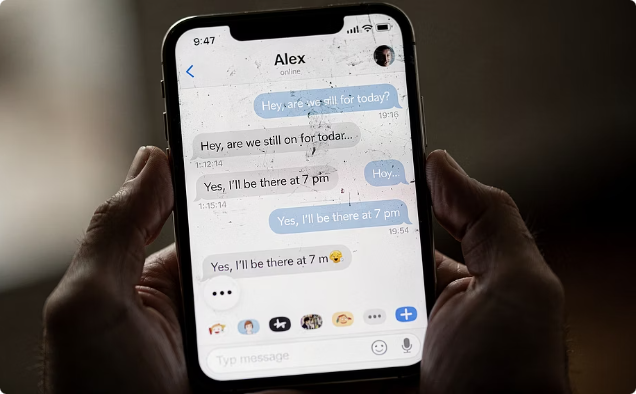 9:47
Alex
online
Hey, are we still for today?
19:16
Hey, are we still on for todar...
1:.12:14
Yes, I'll be there at 7 pm
Hoy...
1:.15:14
Yes, I'll be there at 7 pm
19:54
Yes, I'll be there at 7 m😄
Typ message